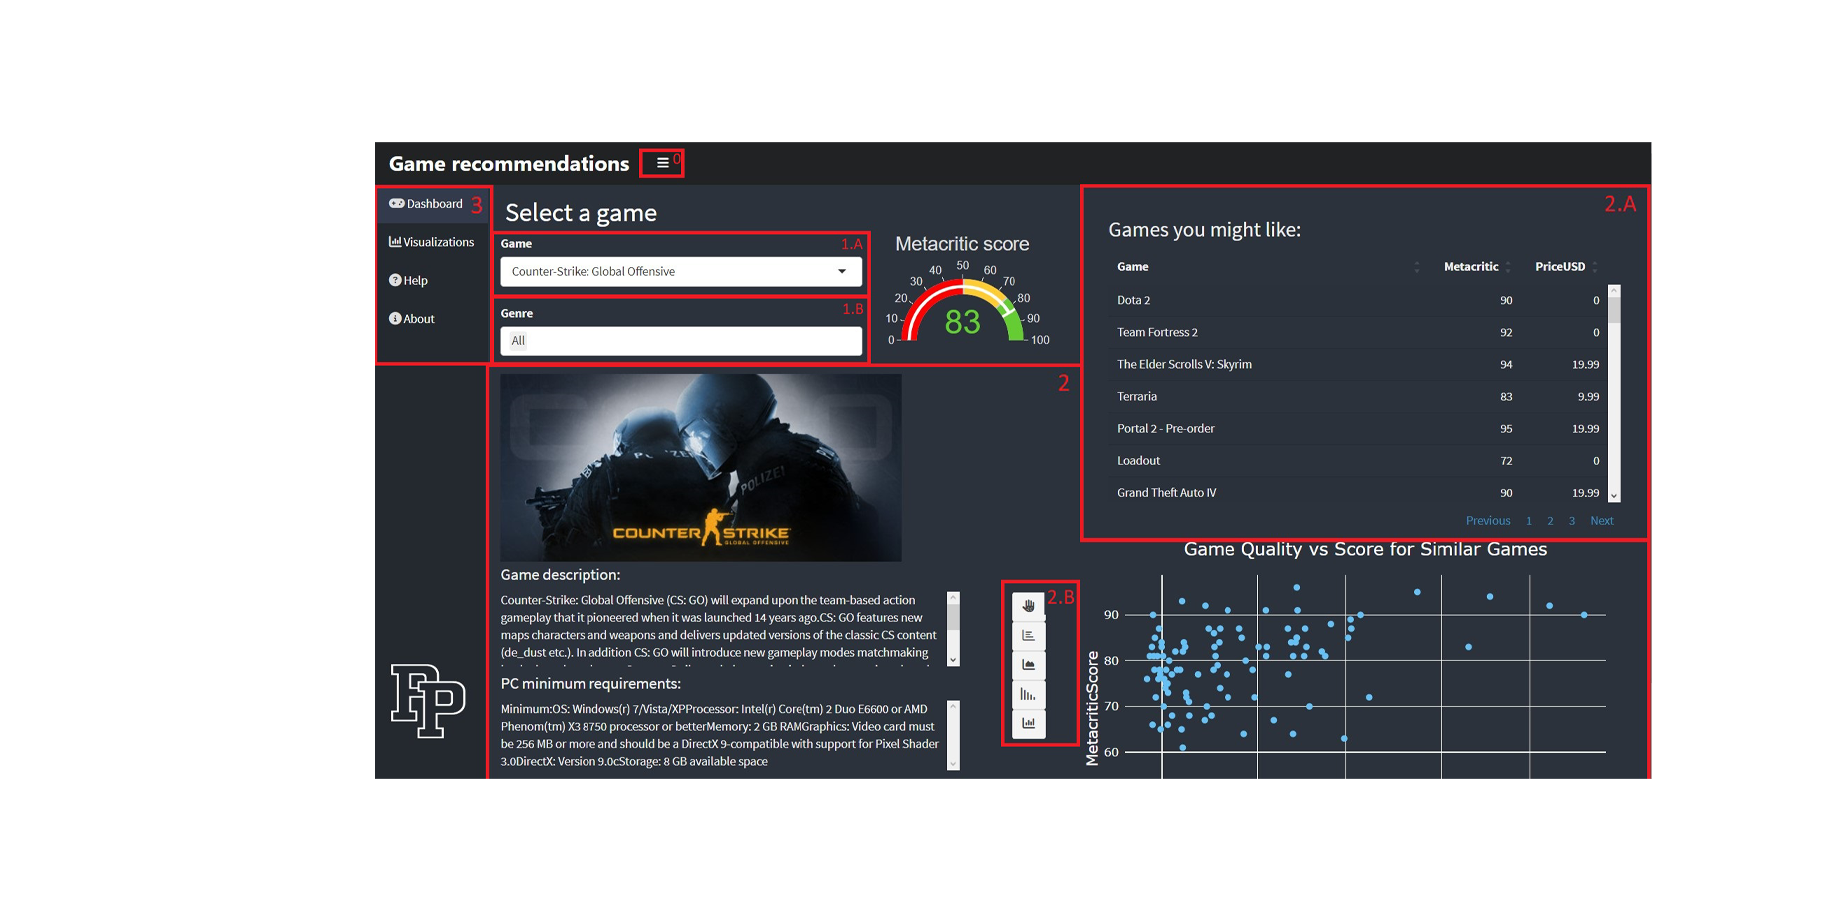 Game recommendations
0
Dashboard
3
Visualizations
Help
About
Select a game
Game
1.A
Counter-Strike: Global Offensive
Genre
1.B
All
Metacritic score
0
10
20
30
40
50
60
70
80
90
100
83
2.A
Games you might like:
Game Metacritic PriceUSD
Dota 2 90 0
Team Fortress 2 92 0
The Elder Scrolls V: Skyrim 94 19.99
Terraria 83 9.99
Portal 2 - Pre-order 95 19.99
Loadout 72 0
Grand Theft Auto IV 90 19.99
Previous 1 2 3 Next
2
POLIZEI
COUNTER STRIKE
GLOBAL OFFENSIVE
Game description:
Counter-Strike: Global Offensive (CS: GO) will expand upon the team-based action
gameplay that it pioneered when it was launched 14 years ago.CS: GO features new
maps characters and weapons and delivers updated versions of the classic CS content
(de_dust etc.). In addition CS: GO will introduce new gameplay modes matchmaking
PC minimum requirements:
Minimum:OS: Windows(r) 7/Vista/XPProcessor: Intel(r) Core(tm) 2 Duo E6600 or AMD
Phenom(tm) X3 8750 processor or betterMemory: 2 GB RAMGraphics: Video card must
be 256 MB or more and should be a DirectX 9-compatible with support for Pixel Shader
3.0DirectX: Version 9.0cStorage: 8 GB available space
2.B
Game Quality vs Score for Similar Games
MetacriticScore
90
80
70
60
PP